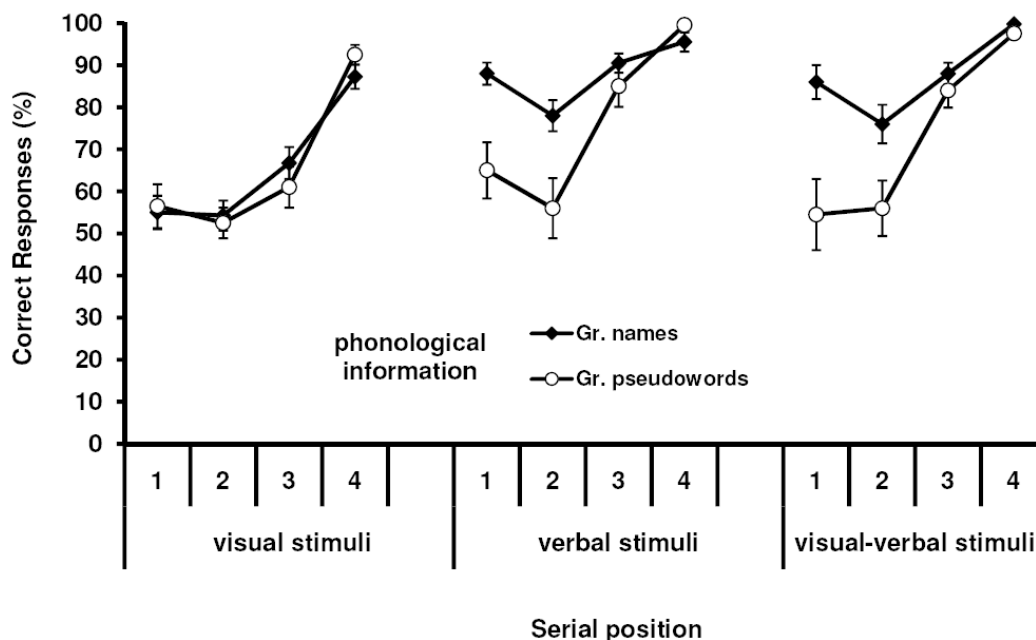 Correct Responses (%)
100
90
80
70
60
50
40
30
20
10
0
phonological
information
Gr. names
Gr. pseudowords
1 2 3 4 1 2 3 4 1 2 3 4
visual stimuli verbal stimuli visual-verbal stimuli
Serial position